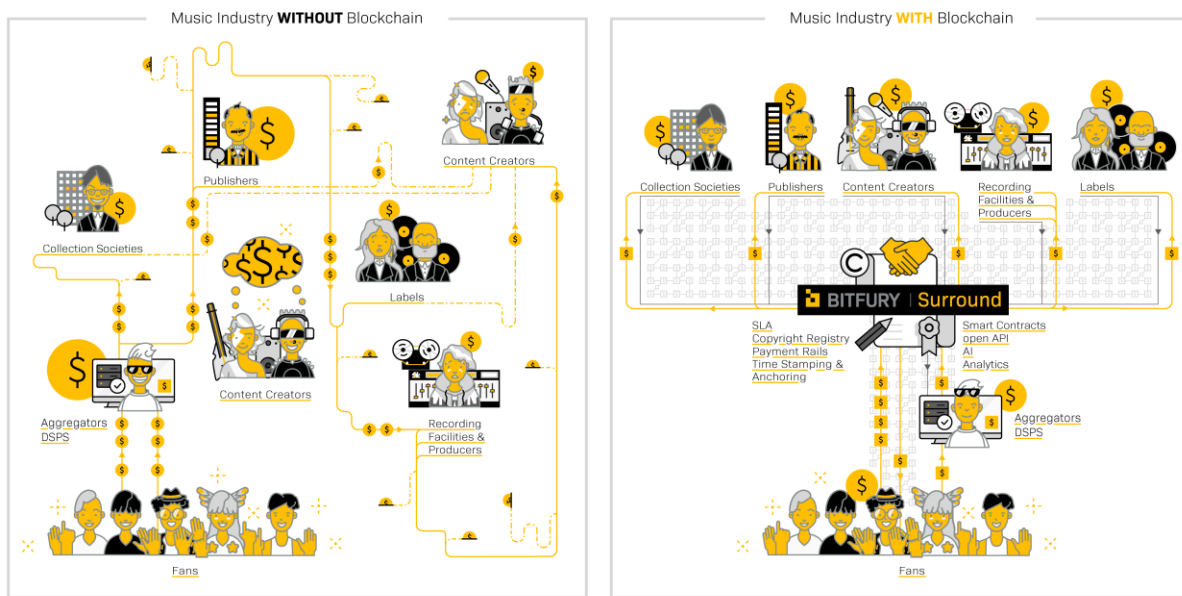 Music Industry WITHOUT Blockchain
Content Creators
Publishers
Collection Societies
Labels
Content Creators
Aggregators
DSPS
Recording
Facilities &
Producers
Fans
Music Industry WITH Blockchain
Collection Societies
Publishers
Content Creators
Recording
Facilities &
Producers
Labels
©
BITFURY | Surround
SLA
Copyright Registry
Payment Rails
Time Stamping &
Anchoring
Smart Contracts
open API
AI
Analytics
Aggregators
DSPS
Fans